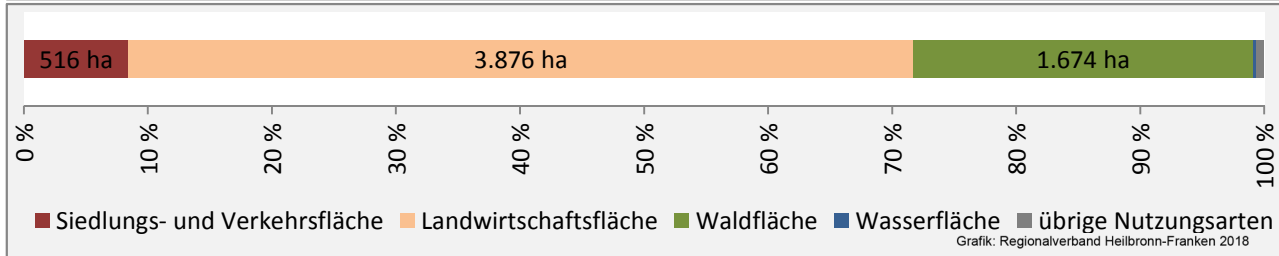 516 ha 3.876 ha 1.674 ha
0 % 10 % 20 % 30 % 40 % 50 % 60 % 70 % 80 % 90 % 100 %
Siedlungs- und Verkehrsfläche Landwirtschaftsfläche Waldfläche Wasserfläche übrige Nutzungsarten
Grafik: Regionalverband Heilbronn-Franken 2018